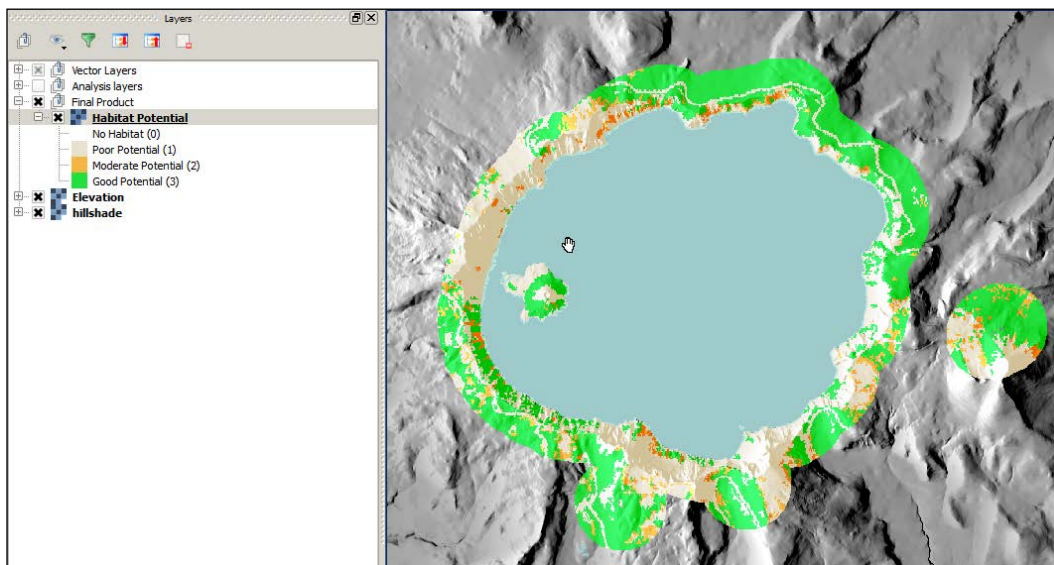 Layers
Vector Layers
Analysis layers
Final Product
Habitat Potential
No Habitat (0)
Poor Potential (1)
Moderate Potential (2)
Good Potential (3)
Elevation
hillshade